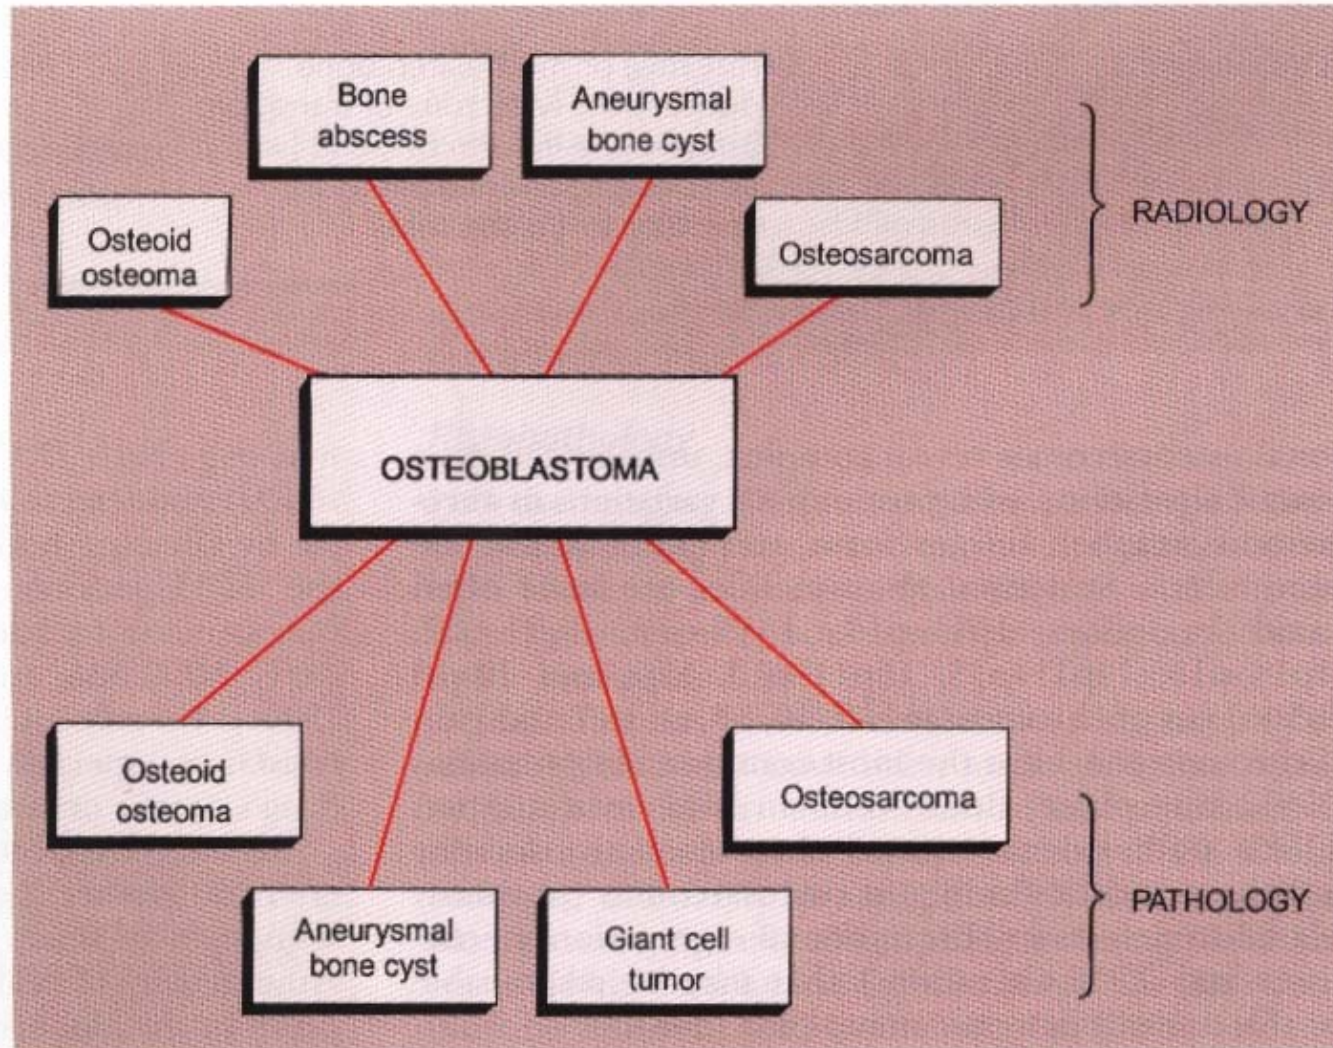 Bone
abscess
Aneurysmal
bone cyst
RADIOLOGY
Osteoid
osteoma
Osteosarcoma
OSTEOBLASTOMA
Osteoid
osteoma
Osteosarcoma
Aneurysmal
bone cyst
Giant cell
tumor
PATHOLOGY